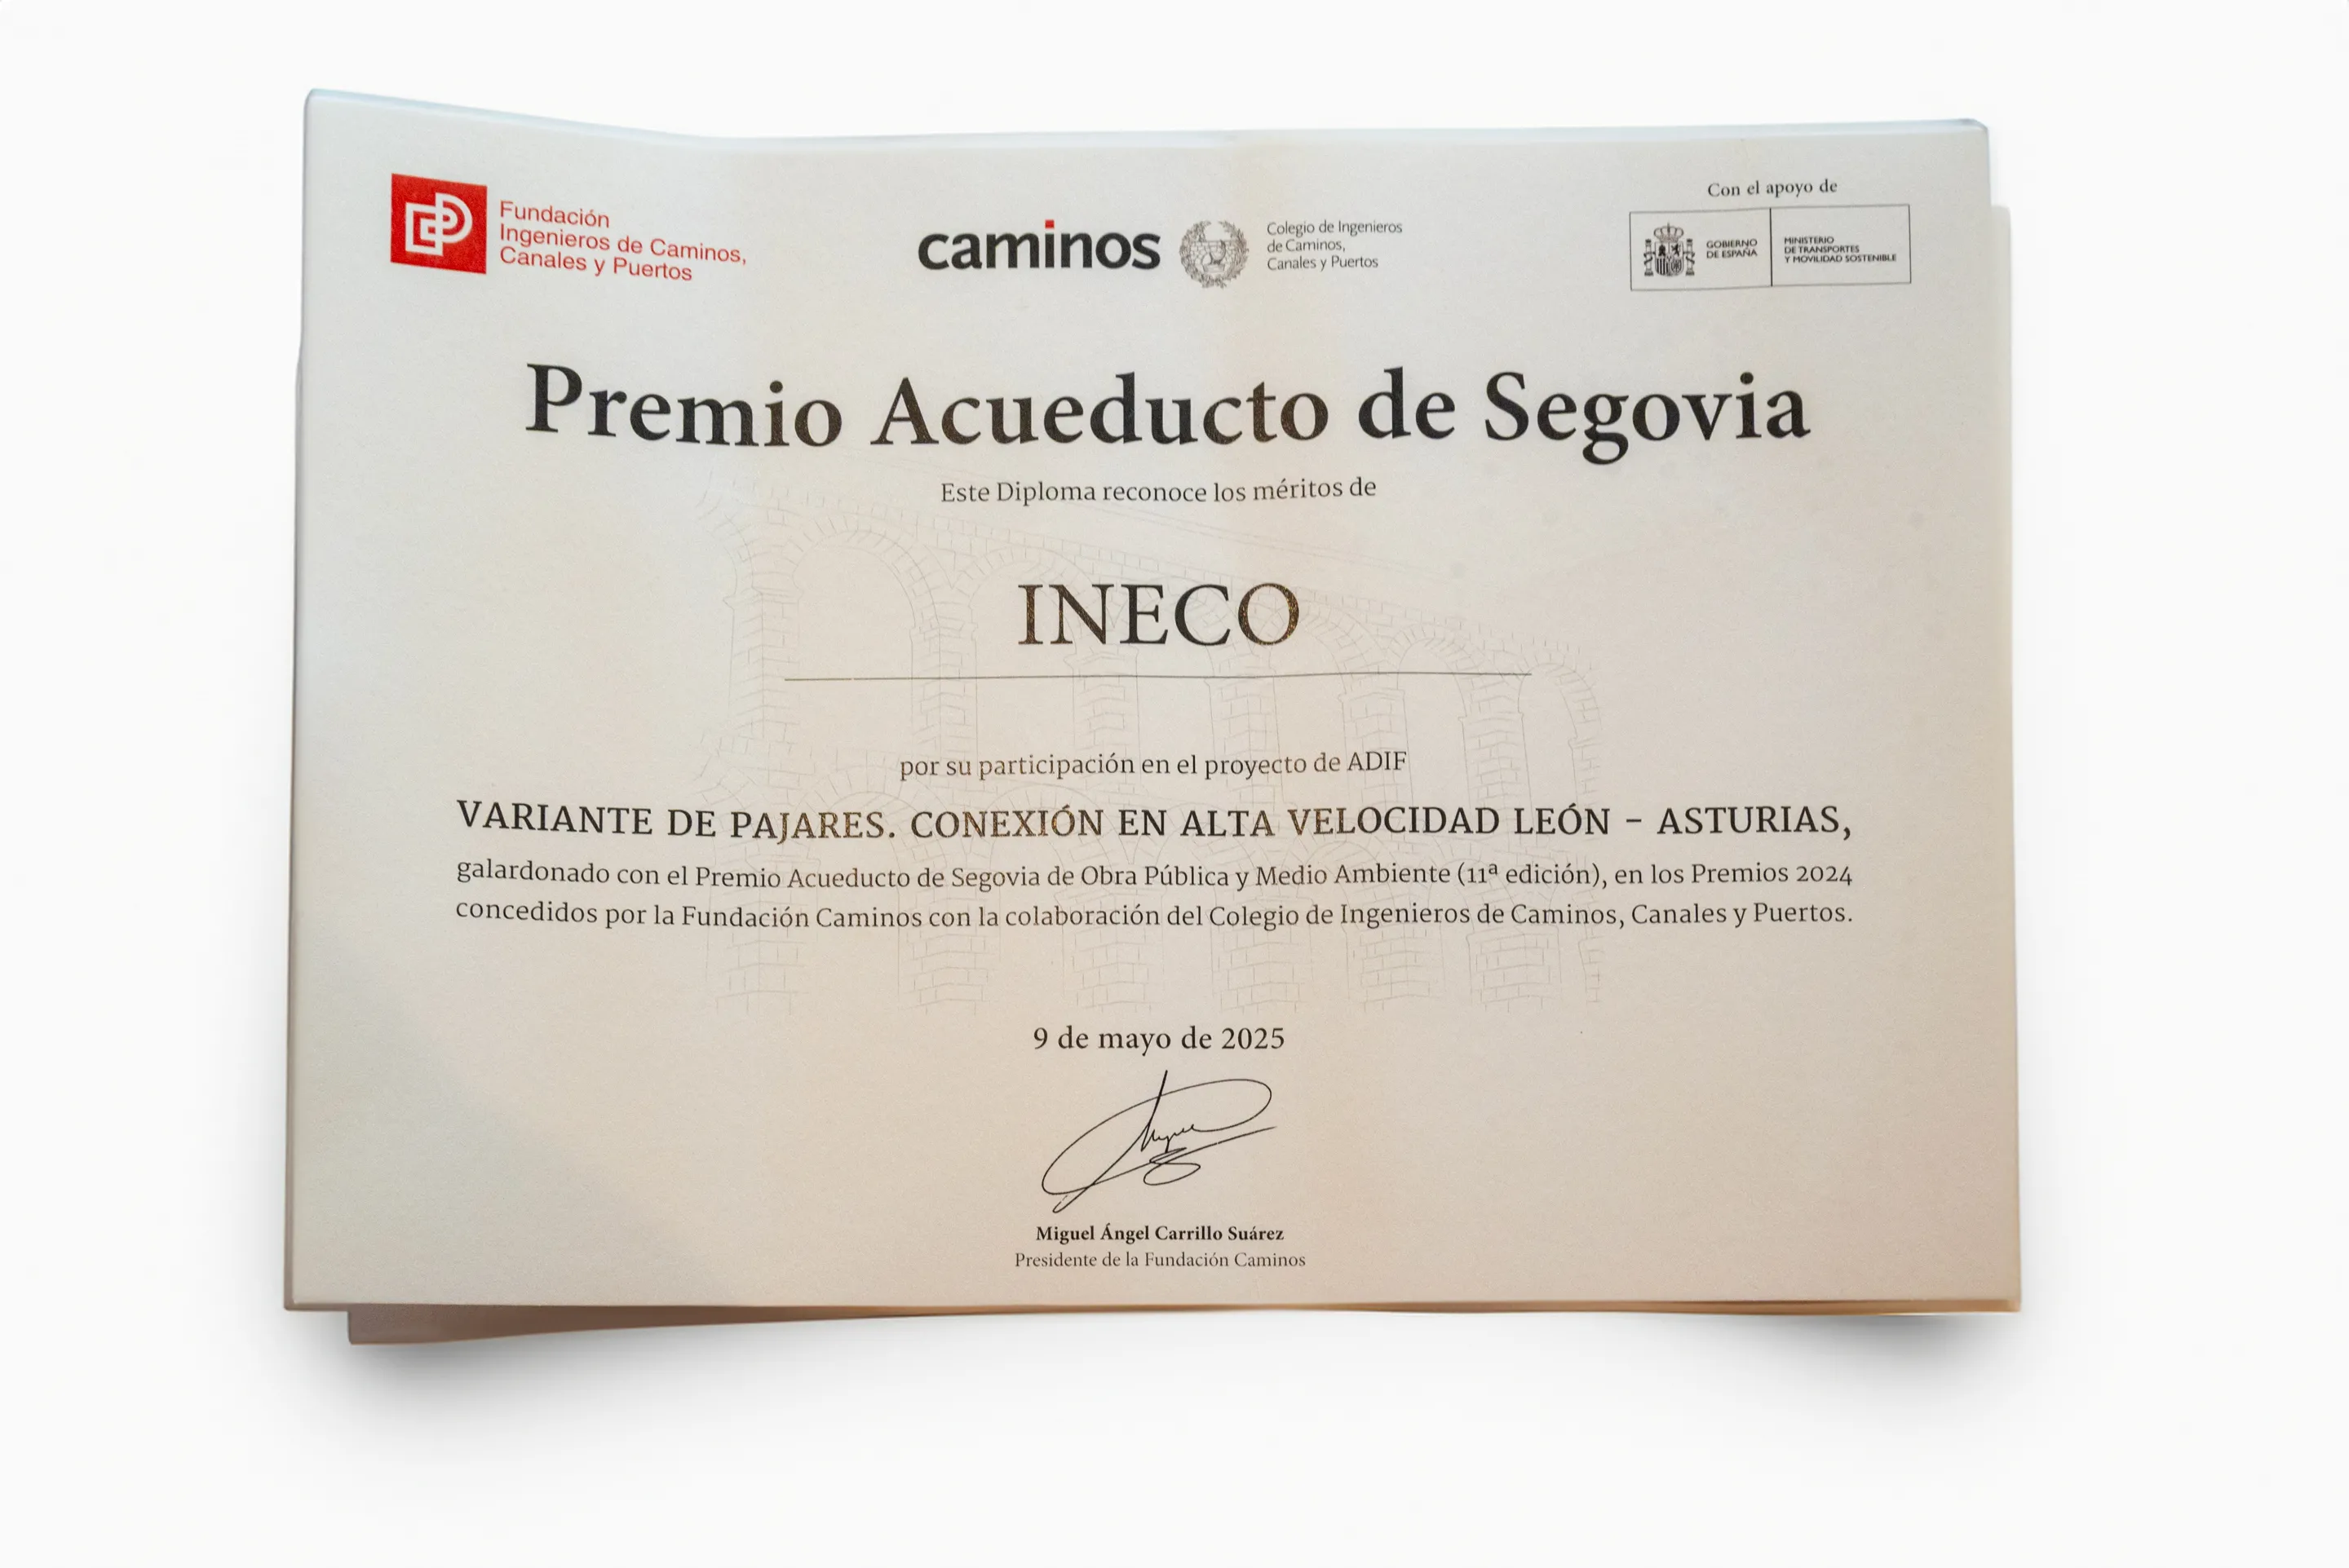 Fundación
Ingenieros de Caminos,
Canales y Puertos
caminos
Colegio de Ingenieros
de Caminos,
Canales y Puertos
Con el apoyo de
GOBIERNO
DE ESPAÑA
MINISTERIO
DE TRANSPORTES
Y MOVILIDAD SOSTENIBLE
Premio Acueducto de Segovia
Este Diploma reconoce los méritos de
INECO
por su participación en el proyecto de ADIF
VARIANTE DE PAJARES. CONEXIÓN EN ALTA VELOCIDAD LEÓN - ASTURIAS,
galardonado con el Premio Acueducto de Segovia de Obra Pública y Medio Ambiente (11ª edición), en los Premios 2024
concedidos por la Fundación Caminos con la colaboración del Colegio de Ingenieros de Caminos, Canales y Puertos.
9 de mayo de 2025
Miguel Ángel Carrillo Suárez
Presidente de la Fundación Caminos